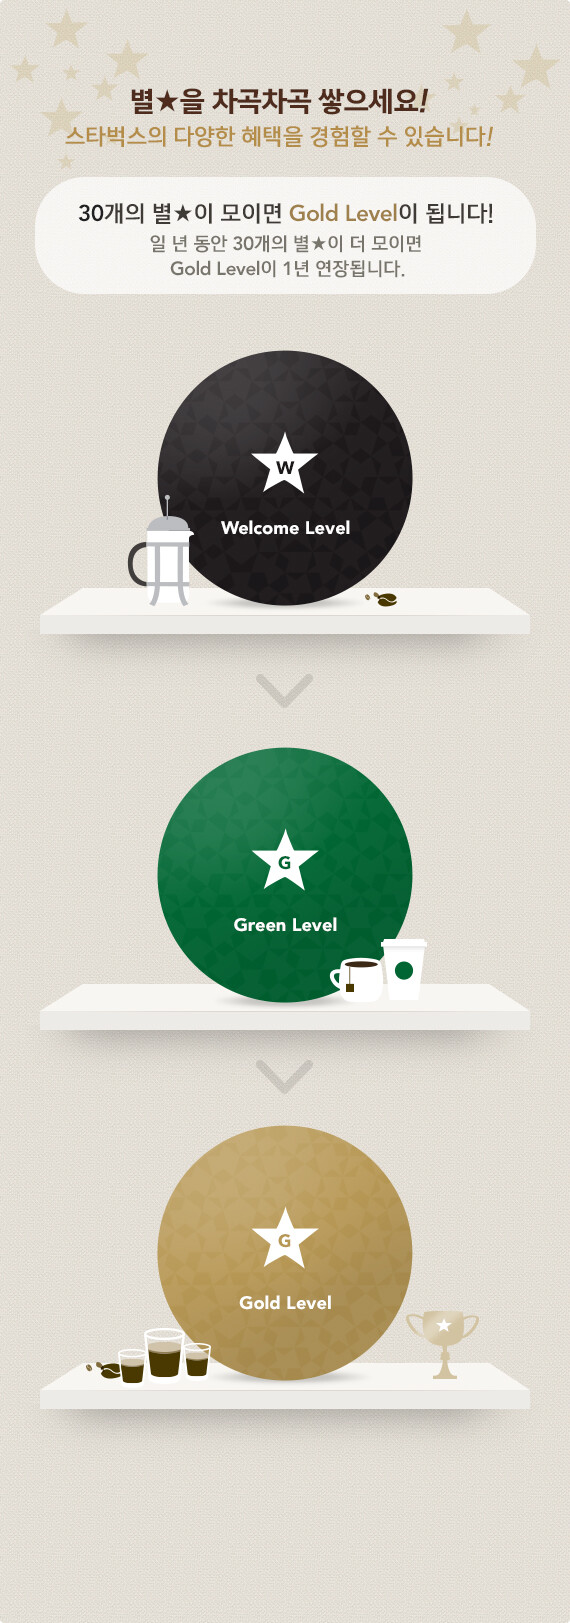 별★을 차곡차곡 쌓으세요!
스타벅스의 다양한 혜택을 경험할 수 있습니다!
30개의 별★이 모이면 Gold Level이 됩니다!
일 년 동안 30개의 별★이 더 모이면
Gold Level이 1년 연장됩니다.
W
Welcome Level
G
Green Level
G
Gold Level